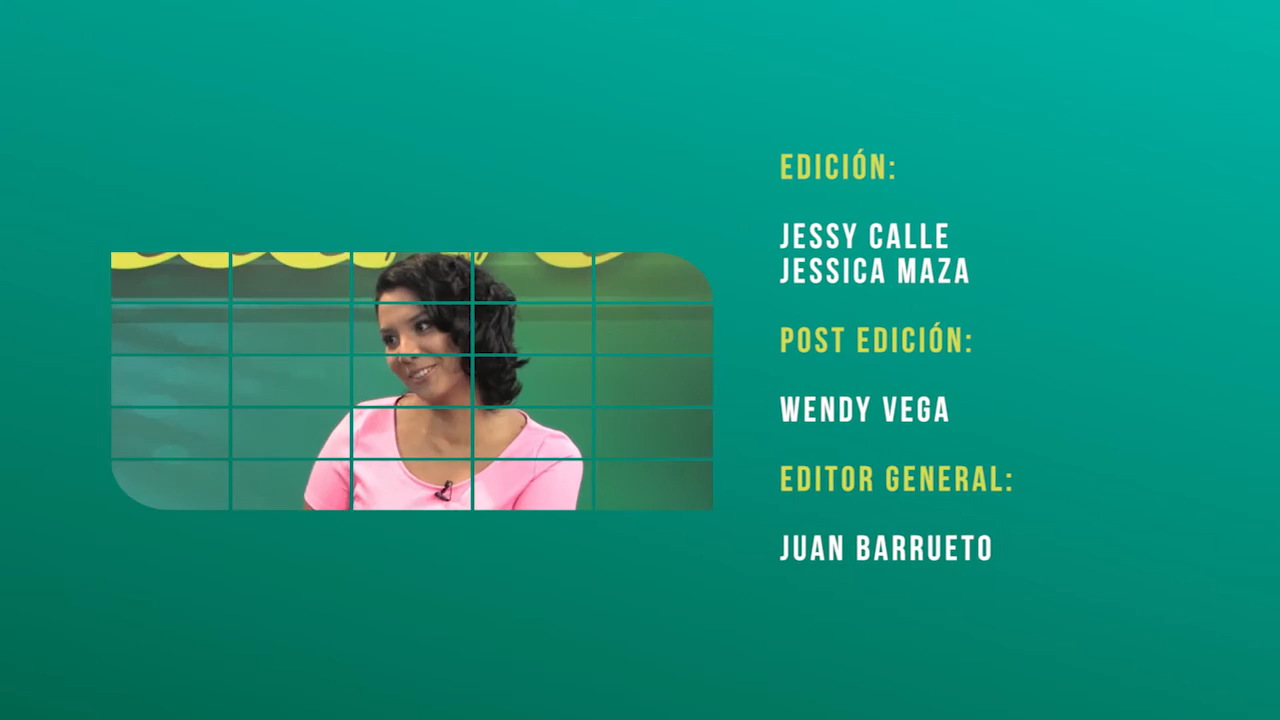 EDICIÓN:
JESSY CALLE
JESSICA MAZA
POST EDICIÓN:
WENDY VEGA
EDITOR GENERAL:
JUAN BARRUETO